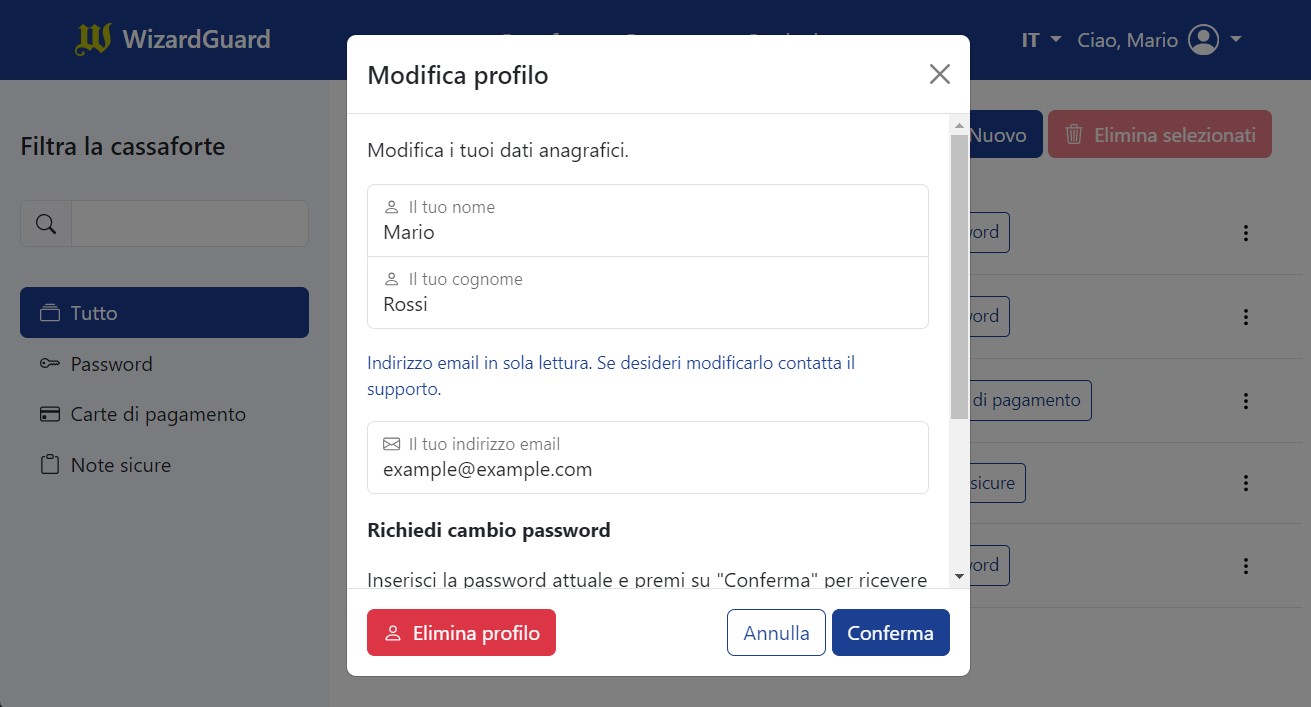 WizardGuard
IT
Ciao, Mario
Modifica profilo
Filtra la cassaforte
Nuovo
Elimina selezionati
Modifica i tuoi dati anagrafici.
Il tuo nome
Mario
Il tuo cognome
Rossi
Tutto
Password
Carte di pagamento
Note sicure
di pagamento
sicure
Indirizzo email in sola lettura. Se desideri modificarlo contatta il
supporto.
Il tuo indirizzo email
example@example.com
Richiedi cambio password
Inserisci la password attuale e premi su "Conferma" per ricevere
Elimina profilo
Annulla
Conferma